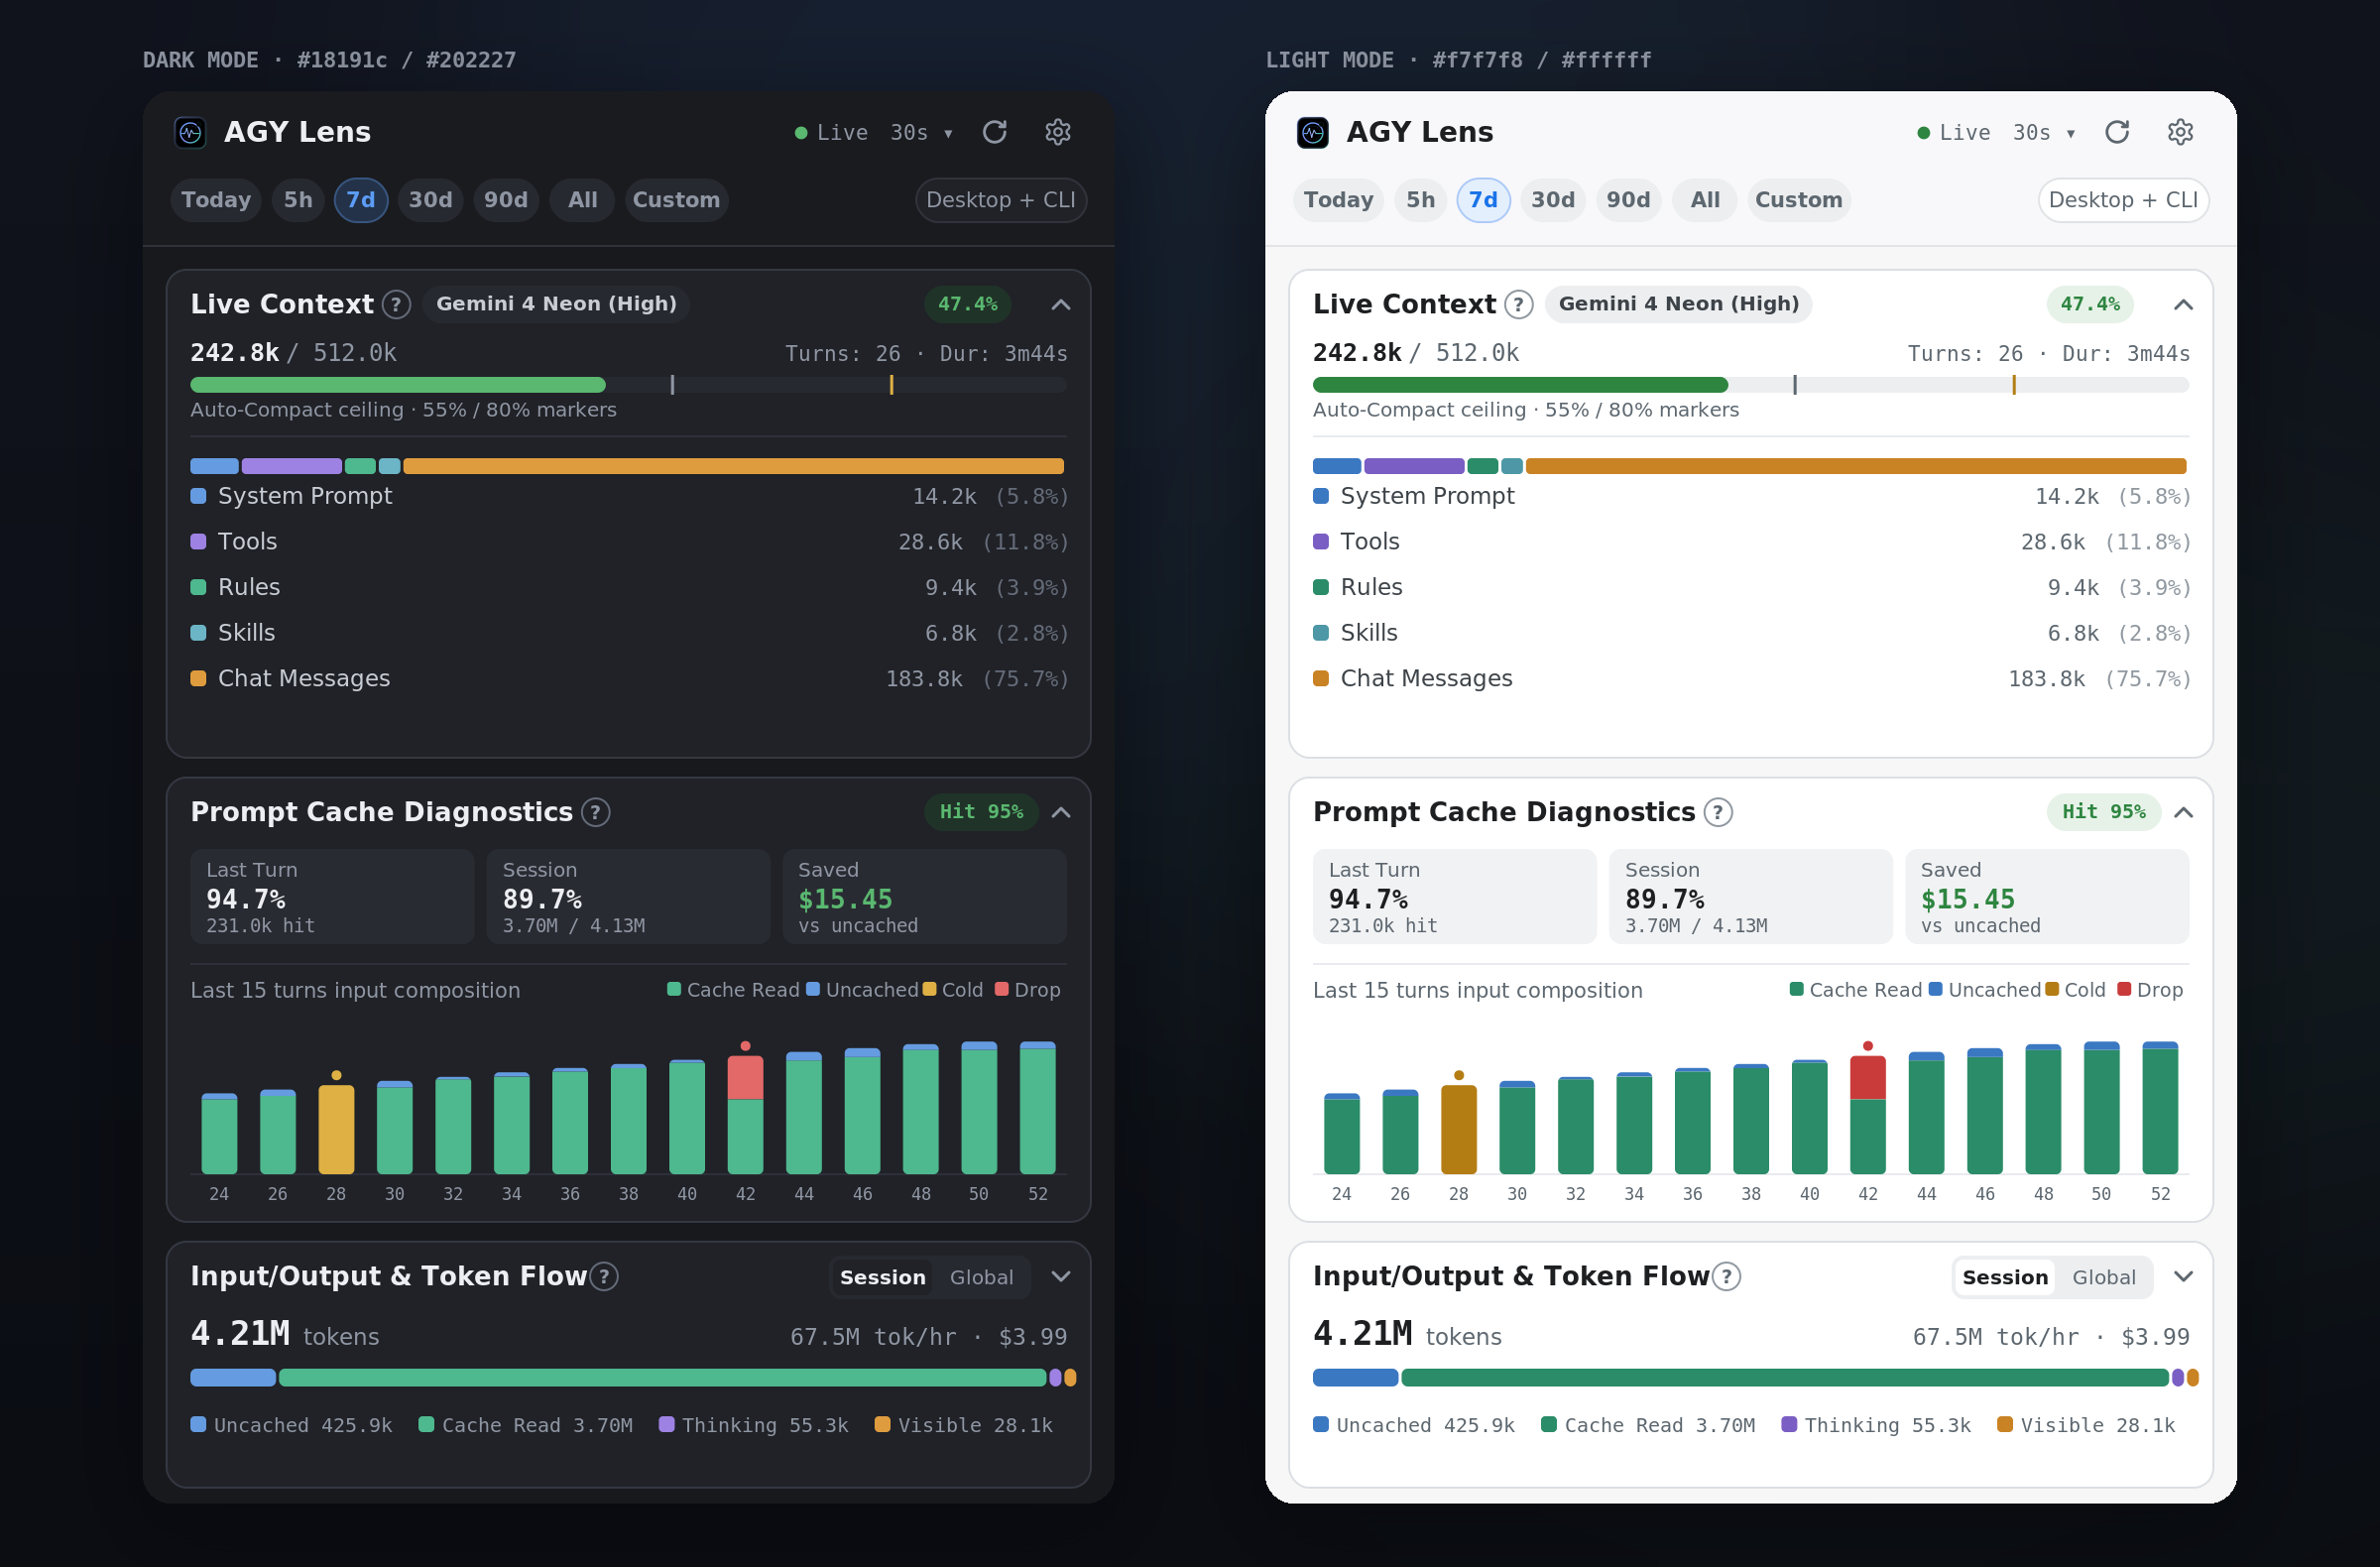 DARK MODE · #18191c / #202227
AGY Lens
Live 30s ▾
Today 5h 7d 30d 90d All Custom
Desktop + CLI
Live Context ? Gemini 4 Neon (High) 47.4%
242.8k / 512.0k Turns: 26 · Dur: 3m44s
Auto-Compact ceiling · 55% / 80% markers
System Prompt 14.2k (5.8%)
Tools 28.6k (11.8%)
Rules 9.4k (3.9%)
Skills 6.8k (2.8%)
Chat Messages 183.8k (75.7%)
Prompt Cache Diagnostics ? Hit 95%
Last Turn Session Saved
94.7% 89.7% $15.45
231.0k hit 3.70M / 4.13M vs uncached
Last 15 turns input composition Cache Read Uncached Cold Drop
24 26 28 30 32 34 36 38 40 42 44 46 48 50 52
Input/Output & Token Flow ? Session Global
4.21M tokens 67.5M tok/hr · $3.99
Uncached 425.9k Cache Read 3.70M Thinking 55.3k Visible 28.1k
LIGHT MODE · #f7f7f8 / #ffffff
AGY Lens
Live 30s ▾
Today 5h 7d 30d 90d All Custom
Desktop + CLI
Live Context ? Gemini 4 Neon (High) 47.4%
242.8k / 512.0k Turns: 26 · Dur: 3m44s
Auto-Compact ceiling · 55% / 80% markers
System Prompt 14.2k (5.8%)
Tools 28.6k (11.8%)
Rules 9.4k (3.9%)
Skills 6.8k (2.8%)
Chat Messages 183.8k (75.7%)
Prompt Cache Diagnostics ? Hit 95%
Last Turn Session Saved
94.7% 89.7% $15.45
231.0k hit 3.70M / 4.13M vs uncached
Last 15 turns input composition Cache Read Uncached Cold Drop
24 26 28 30 32 34 36 38 40 42 44 46 48 50 52
Input/Output & Token Flow ? Session Global
4.21M tokens 67.5M tok/hr · $3.99
Uncached 425.9k Cache Read 3.70M Thinking 55.3k Visible 28.1k